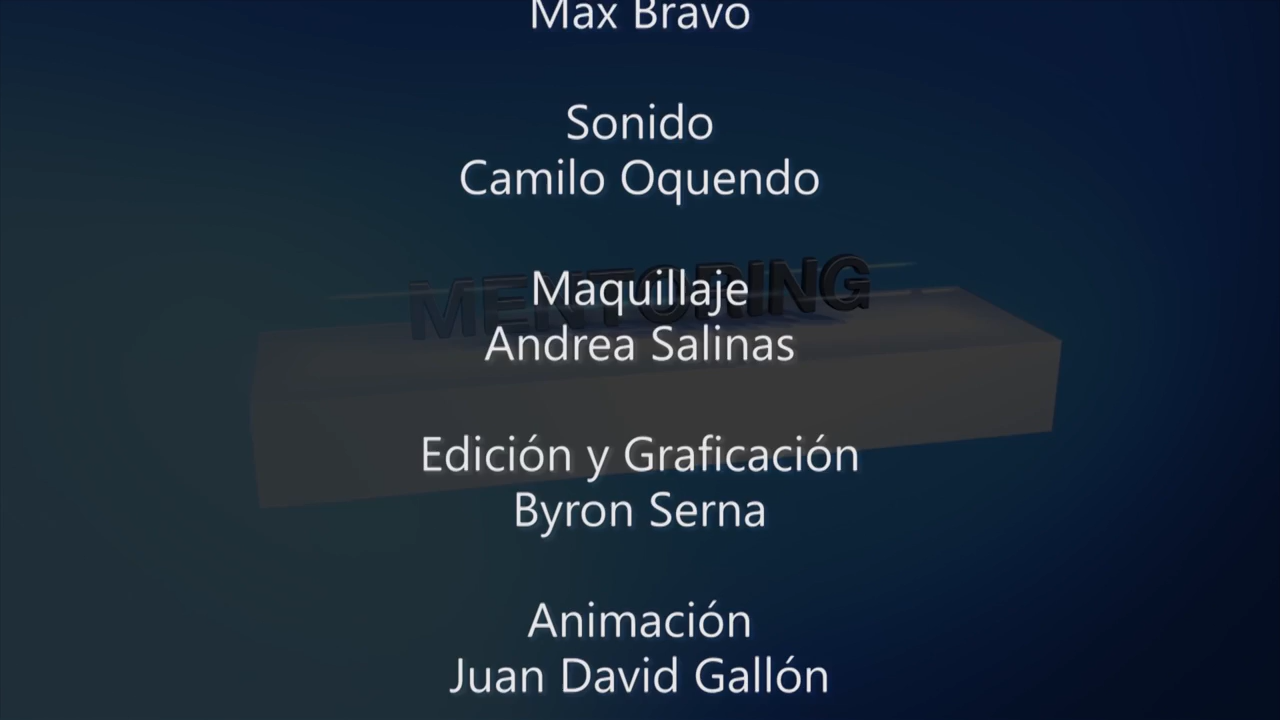 Max Bravo
Sonido
Camilo Oquendo
MENTORING
Maquillaje
Andrea Salinas
Edición y Graficación
Byron Serna
Animación
Juan David Gallón